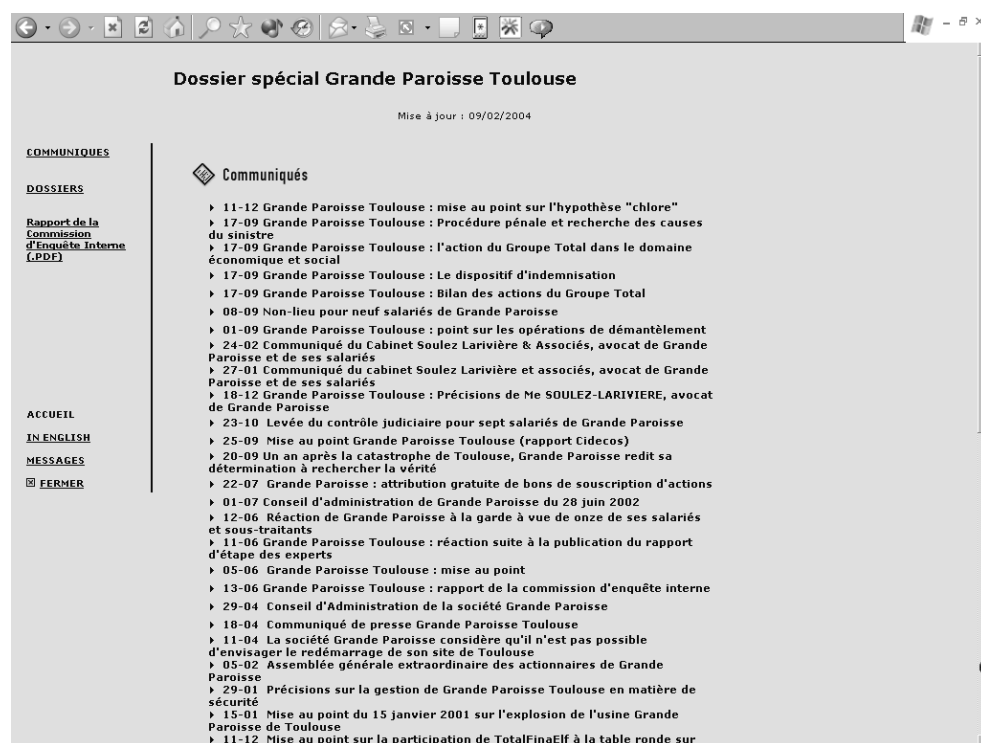 Dossier spécial Grande Paroisse Toulouse
Mise à jour : 09/02/2004
COMMUNIQUES
DOSSIERS
Rapport de la
Commission
d'Enquête Interne
(.PDF)
ACCUEIL
IN ENGLISH
MESSAGES
FERMER
Communiqués
11-12 Grande Paroisse Toulouse : mise au point sur l'hypothèse "chlore"
17-09 Grande Paroisse Toulouse : Procédure pénale et recherche des causes
du sinistre
17-09 Grande Paroisse Toulouse : l'action du Groupe Total dans le domaine
économique et social
17-09 Grande Paroisse Toulouse : Le dispositif d'indemnisation
17-09 Grande Paroisse Toulouse : Bilan des actions du Groupe Total
08-09 Non-lieu pour neuf salariés de Grande Paroisse
01-09 Grande Paroisse Toulouse : point sur les opérations de démantèlement
24-02 Communiqué du Cabinet Soulez Larivière & Associés, avocat de Grande
Paroisse et de ses salariés
27-01 Communiqué du cabinet Soulez Larivière et associés, avocat de Grande
Paroisse et de ses salariés
18-12 Grande Paroisse Toulouse : Précisions de Me SOULEZ-LARIVIERE, avocat
de Grande Paroisse
23-10 Levée du contrôle judiciaire pour sept salariés de Grande Paroisse
25-09 Mise au point Grande Paroisse Toulouse (rapport Cidecos)
20-09 Un an après la catastrophe de Toulouse, Grande Paroisse redit sa
détermination à rechercher la vérité
22-07 Grande Paroisse : attribution gratuite de bons de souscription d'actions
01-07 Conseil d'administration de Grande Paroisse du 28 juin 2002
12-06 Réaction de Grande Paroisse à la garde à vue de onze de ses salariés
et sous-traitants
11-06 Grande Paroisse Toulouse : réaction suite à la publication du rapport
d'étape des experts
05-06 Grande Paroisse Toulouse : mise au point
13-06 Grande Paroisse Toulouse : rapport de la commission d'enquête interne
29-04 Conseil d'Administration de la société Grande Paroisse
18-04 Communiqué de presse Grande Paroisse Toulouse
11-04 La société Grande Paroisse considère qu'il n'est pas possible
d'envisager le redémarrage de son site de Toulouse
05-02 Assemblée générale extraordinaire des actionnaires de Grande
Paroisse
29-01 Précisions sur la gestion de Grande Paroisse Toulouse en matière de
sécurité
15-01 Mise au point du 15 janvier 2001 sur l'explosion de l'usine Grande
Paroisse de Toulouse
11-12 Mise au point sur la participation de TotalFinaElf à la table ronde sur